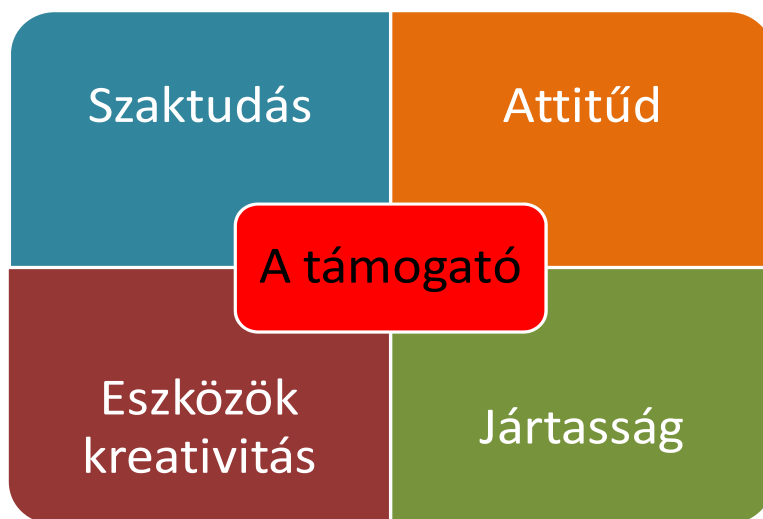 Szaktudás
Attitűd
A támogató
Eszközök
kreativitás
Jártasság